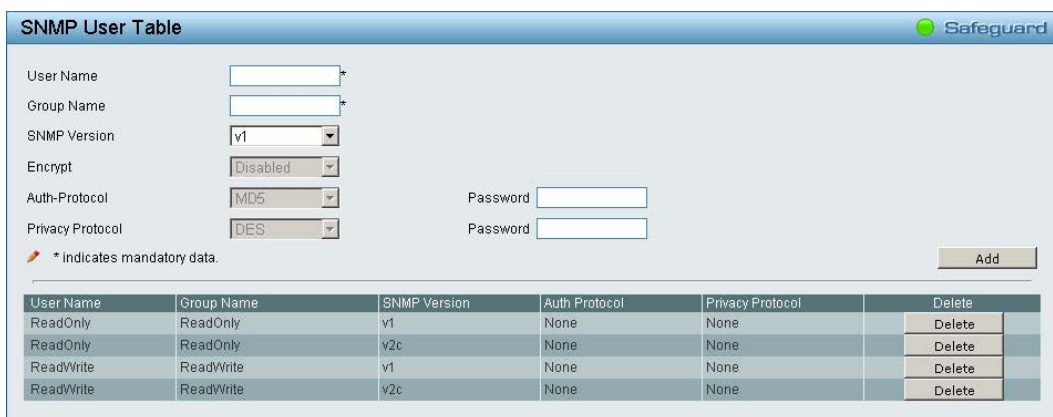 SNMP User Table Safeguard
User Name *
Group Name *
SNMP Version v1
Encrypt Disabled
Auth-Protocol MD5 Password
Privacy Protocol DES Password
* indicates mandatory data. Add
User Name Group Name SNMP Version Auth Protocol Privacy Protocol Delete
ReadOnly ReadOnly v1 None None Delete
ReadOnly ReadOnly v2c None None Delete
ReadWrite ReadWrite v1 None None Delete
ReadWrite ReadWrite v2c None None Delete